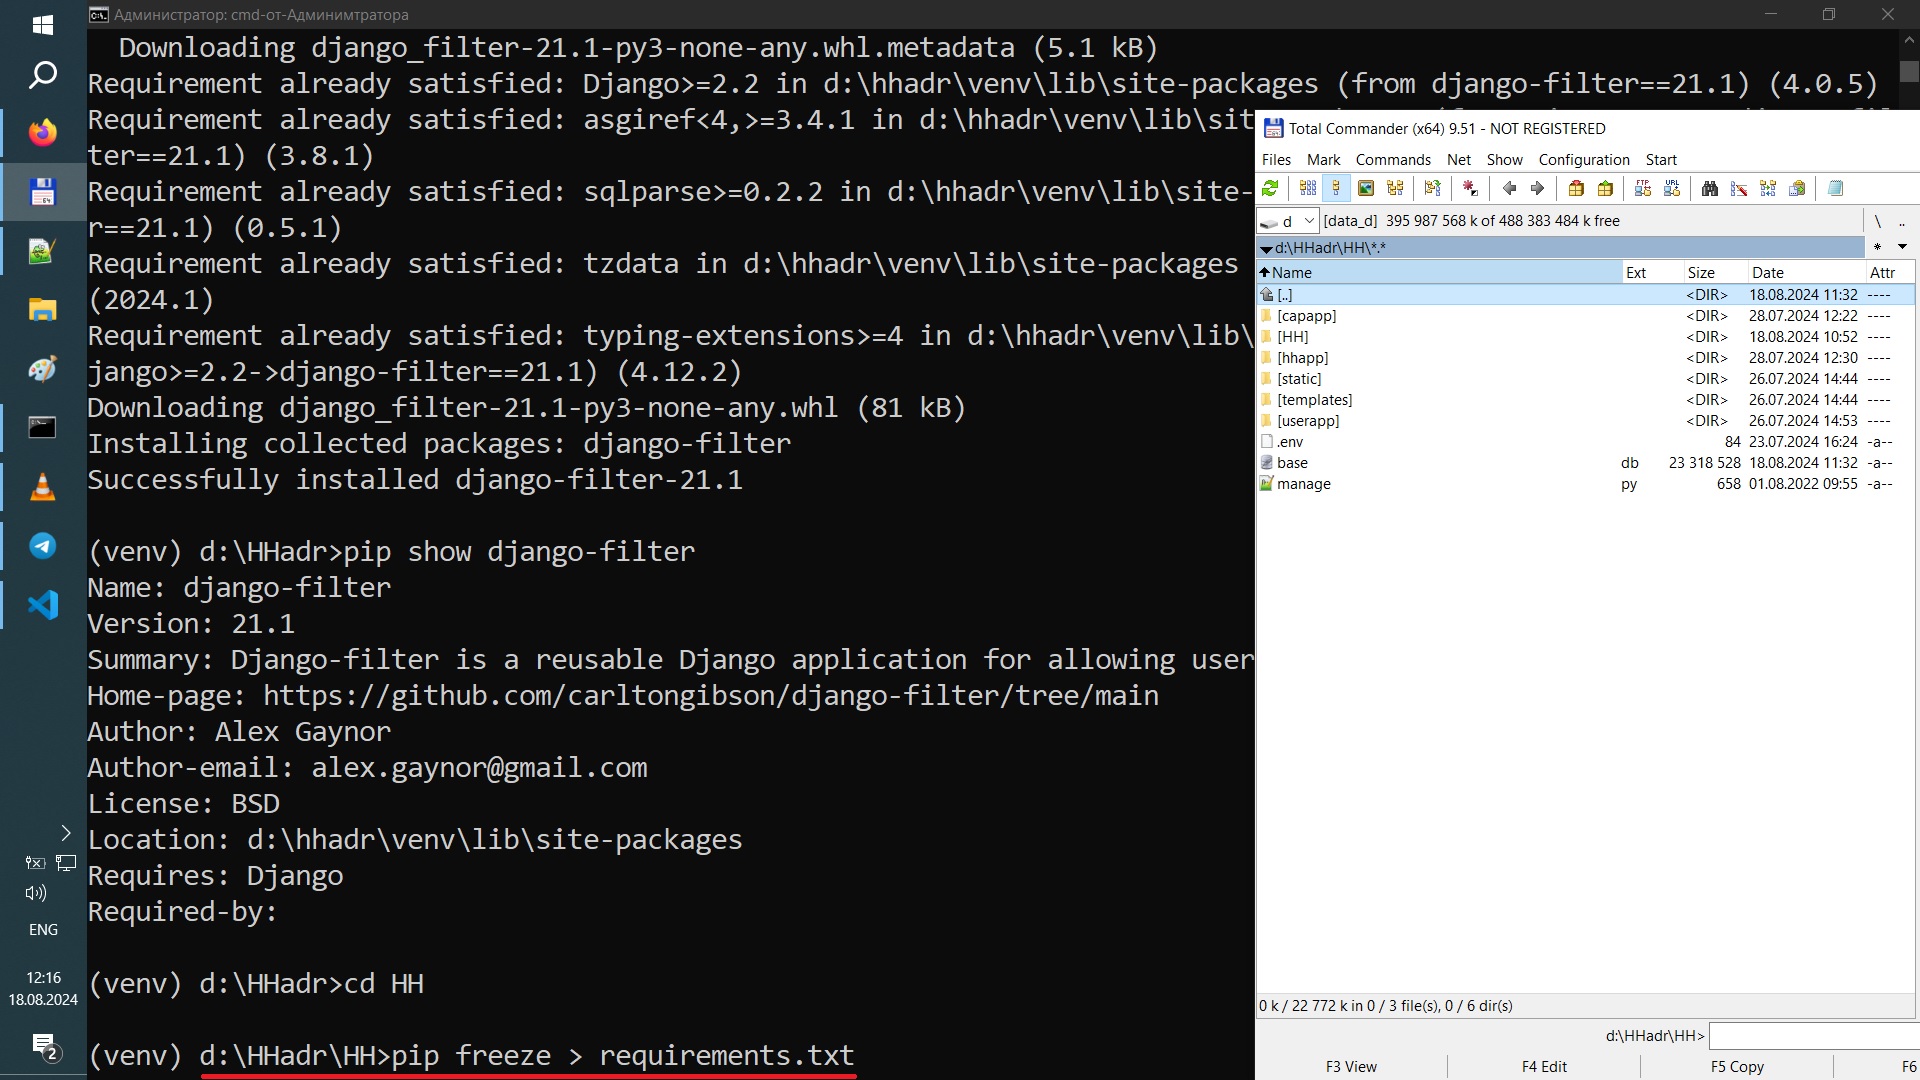 Администратор: cmd-от-Админимтратора
Downloading django_filter-21.1-py3-none-any.whl.metadata (5.1 kB)
Requirement already satisfied: Django>=2.2 in d:\hhadr\venv\lib\site-packages (from django-filter==21.1) (4.0.5)
Requirement already satisfied: asgiref<4,>=3.4.1 in d:\hhadr\venv\lib\sit
ter==21.1) (3.8.1)
Requirement already satisfied: sqlparse>=0.2.2 in d:\hhadr\venv\lib\site-
r==21.1) (0.5.1)
Requirement already satisfied: tzdata in d:\hhadr\venv\lib\site-packages
(2024.1)
Requirement already satisfied: typing-extensions>=4 in d:\hhadr\venv\lib\
jango>=2.2->django-filter==21.1) (4.12.2)
Downloading django_filter-21.1-py3-none-any.whl (81 kB)
Installing collected packages: django-filter
Successfully installed django-filter-21.1
(venv) d:\HHadr>pip show django-filter
Name: django-filter
Version: 21.1
Summary: Django-filter is a reusable Django application for allowing user
Home-page: https://github.com/carltongibson/django-filter/tree/main
Author: Alex Gaynor
Author-email: alex.gaynor@gmail.com
License: BSD
Location: d:\hhadr\venv\lib\site-packages
Requires: Django
Required-by:
(venv) d:\HHadr>cd HH
(venv) d:\HHadr\HH>pip freeze > requirements.txt
Total Commander (x64) 9.51 - NOT REGISTERED
Files Mark Commands Net Show Configuration Start
FTP URL
d [data_d] 395 987 568 k of 488 383 484 k free \ ..
d:\HHadr\HH\*.* *
Name Ext Size Date Attr
[..] <DIR> 18.08.2024 11:32 ----
[capapp] <DIR> 28.07.2024 12:22 ----
[HH] <DIR> 18.08.2024 10:52 ----
[hhapp] <DIR> 28.07.2024 12:30 ----
[static] <DIR> 26.07.2024 14:44 ----
[templates] <DIR> 26.07.2024 14:44 ----
[userapp] <DIR> 26.07.2024 14:53 ----
.env 84 23.07.2024 16:24 -a--
base db 23 318 528 18.08.2024 11:32 -a--
manage py 658 01.08.2022 09:55 -a--
0 k / 22 772 k in 0 / 3 file(s), 0 / 6 dir(s)
d:\HHadr\HH>
F3 View F4 Edit F5 Copy F6
ENG
12:16
18.08.2024
2